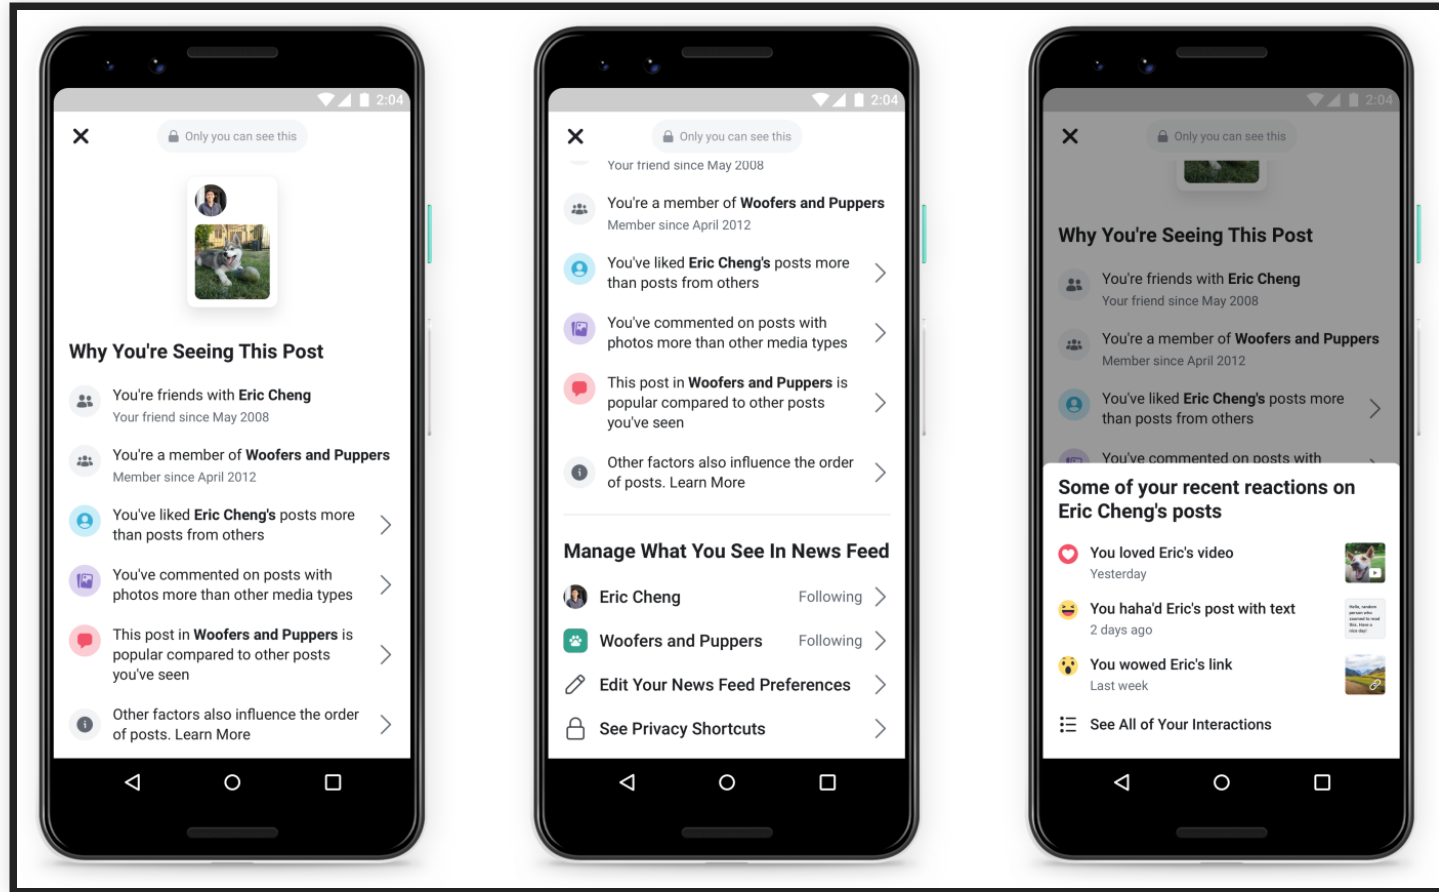 2:04
Only you can see this
Why You're Seeing This Post
You're friends with Eric Cheng
Your friend since May 2008
You're a member of Woofers and Puppers
Member since April 2012
You've liked Eric Cheng's posts more
than posts from others
You've commented on posts with
photos more than other media types
This post in Woofers and Puppers is
popular compared to other posts
you've seen
Other factors also influence the order
of posts. Learn More
2:04
Only you can see this
Your friend since May 2008
You're a member of Woofers and Puppers
Member since April 2012
You've liked Eric Cheng's posts more
than posts from others
You've commented on posts with
photos more than other media types
This post in Woofers and Puppers is
popular compared to other posts
you've seen
Other factors also influence the order
of posts. Learn More
Manage What You See In News Feed
Eric Cheng Following
Woofers and Puppers Following
Edit Your News Feed Preferences
See Privacy Shortcuts
2:04
Only you can see this
Why You're Seeing This Post
You're friends with Eric Cheng
Your friend since May 2008
You're a member of Woofers and Puppers
Member since April 2012
You've liked Eric Cheng's posts more
than posts from others
You've commented on posts with
Some of your recent reactions on
Eric Cheng's posts
You loved Eric's video
Yesterday
You haha'd Eric's post with text
2 days ago
Hello, random
person who
seemed to read
this. Have a
nice day!
You wowed Eric's link
Last week
See All of Your Interactions